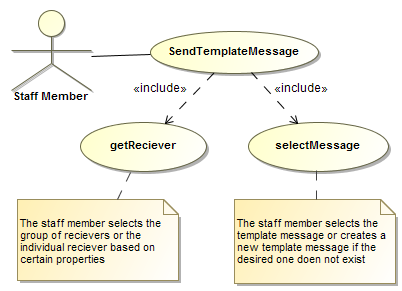 SendTemplateMessage
Staff Member
«include»
«include»
getReciever
selectMessage
The staff member selects the
group of recievers or the
individual reciever based on
certain properties
The staff member selects the
template message or creates a
new template message if the
desired one doen not exist